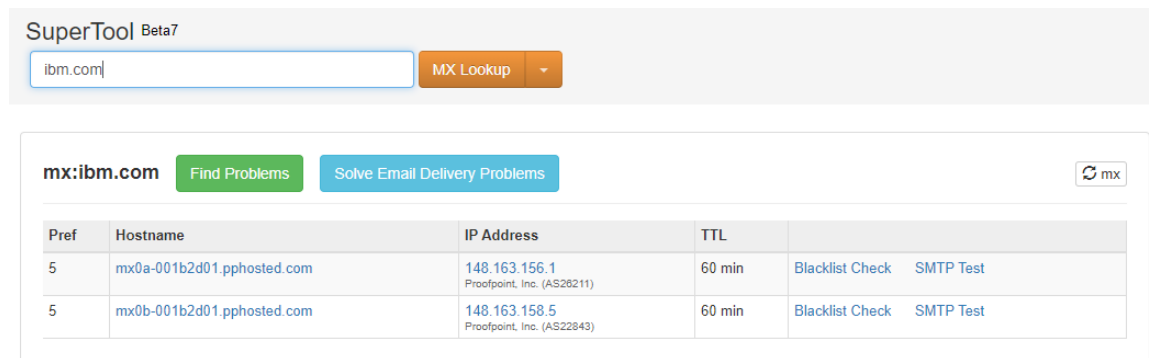 SuperTool Beta7
ibm.com MX Lookup
mx:ibm.com Find Problems Solve Email Delivery Problems mx
Pref Hostname IP Address TTL
5 mx0a-001b2d01.pphosted.com 148.163.156.1 60 min Blacklist Check SMTP Test
Proofpoint, Inc. (AS26211)
5 mx0b-001b2d01.pphosted.com 148.163.158.5 60 min Blacklist Check SMTP Test
Proofpoint, Inc. (AS22843)